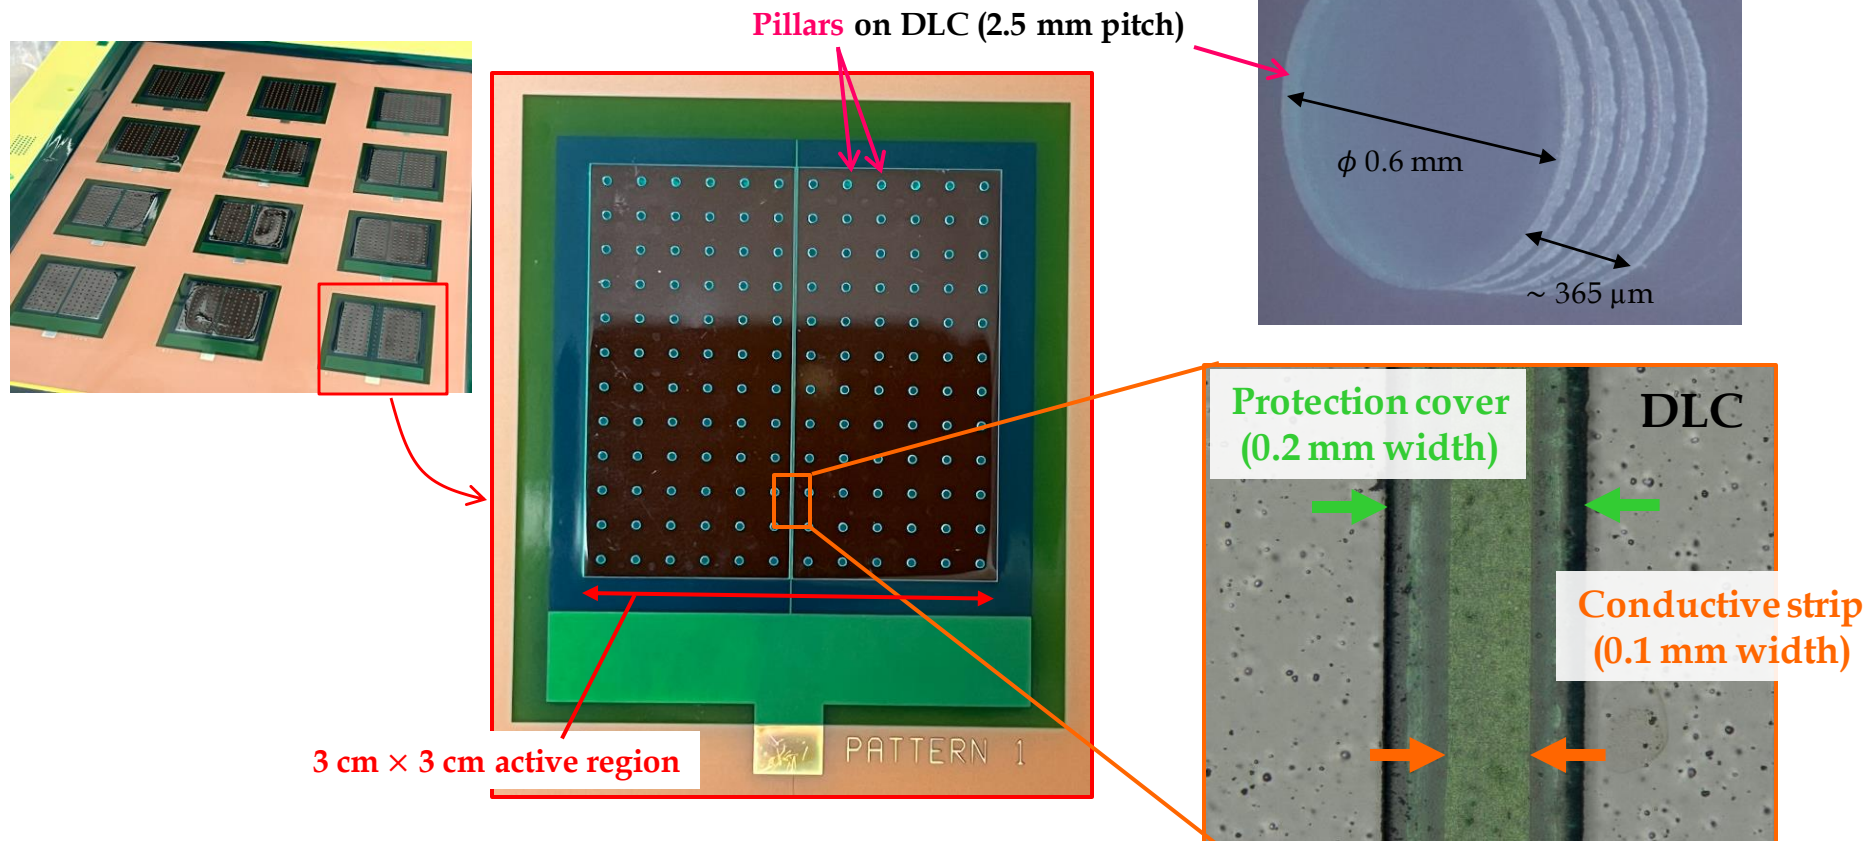 Pillars on DLC (2.5 mm pitch)
ϕ 0.6 mm
~ 365 µm
Protection cover
(0.2 mm width)
DLC
Conductive strip
(0.1 mm width)
3 cm × 3 cm active region
PATTERN 1